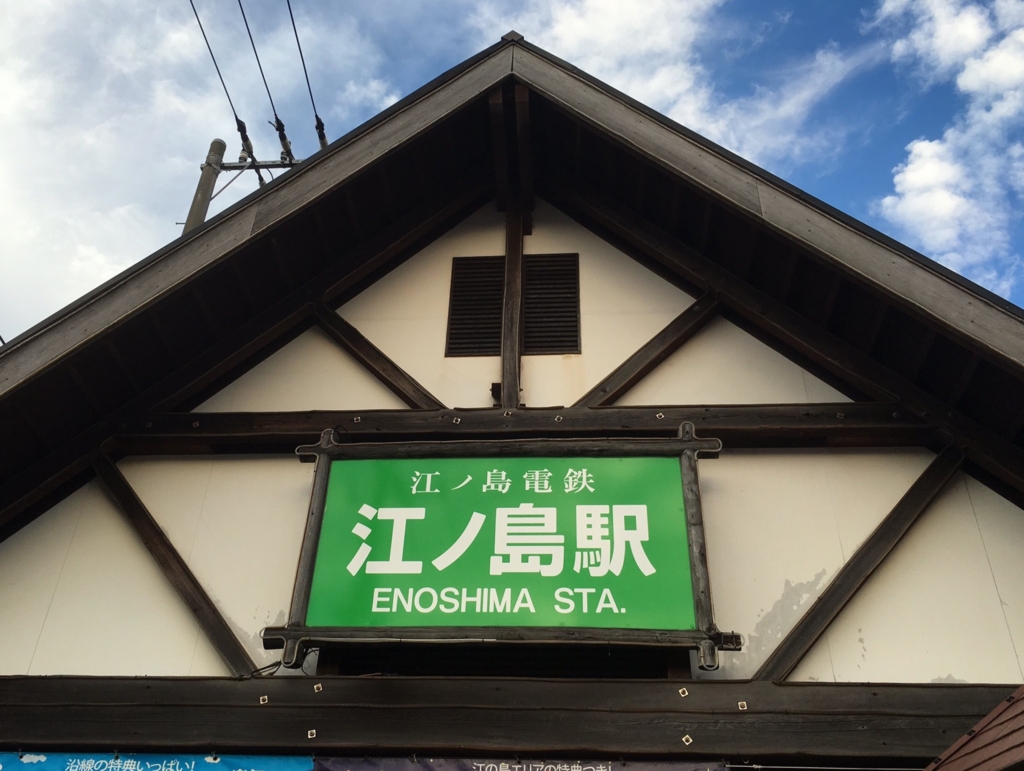 江ノ島電鉄
江ノ島駅
ENOSHIMA STA.
沿線の特典いっぱい!
江の島エリアの特典つき!